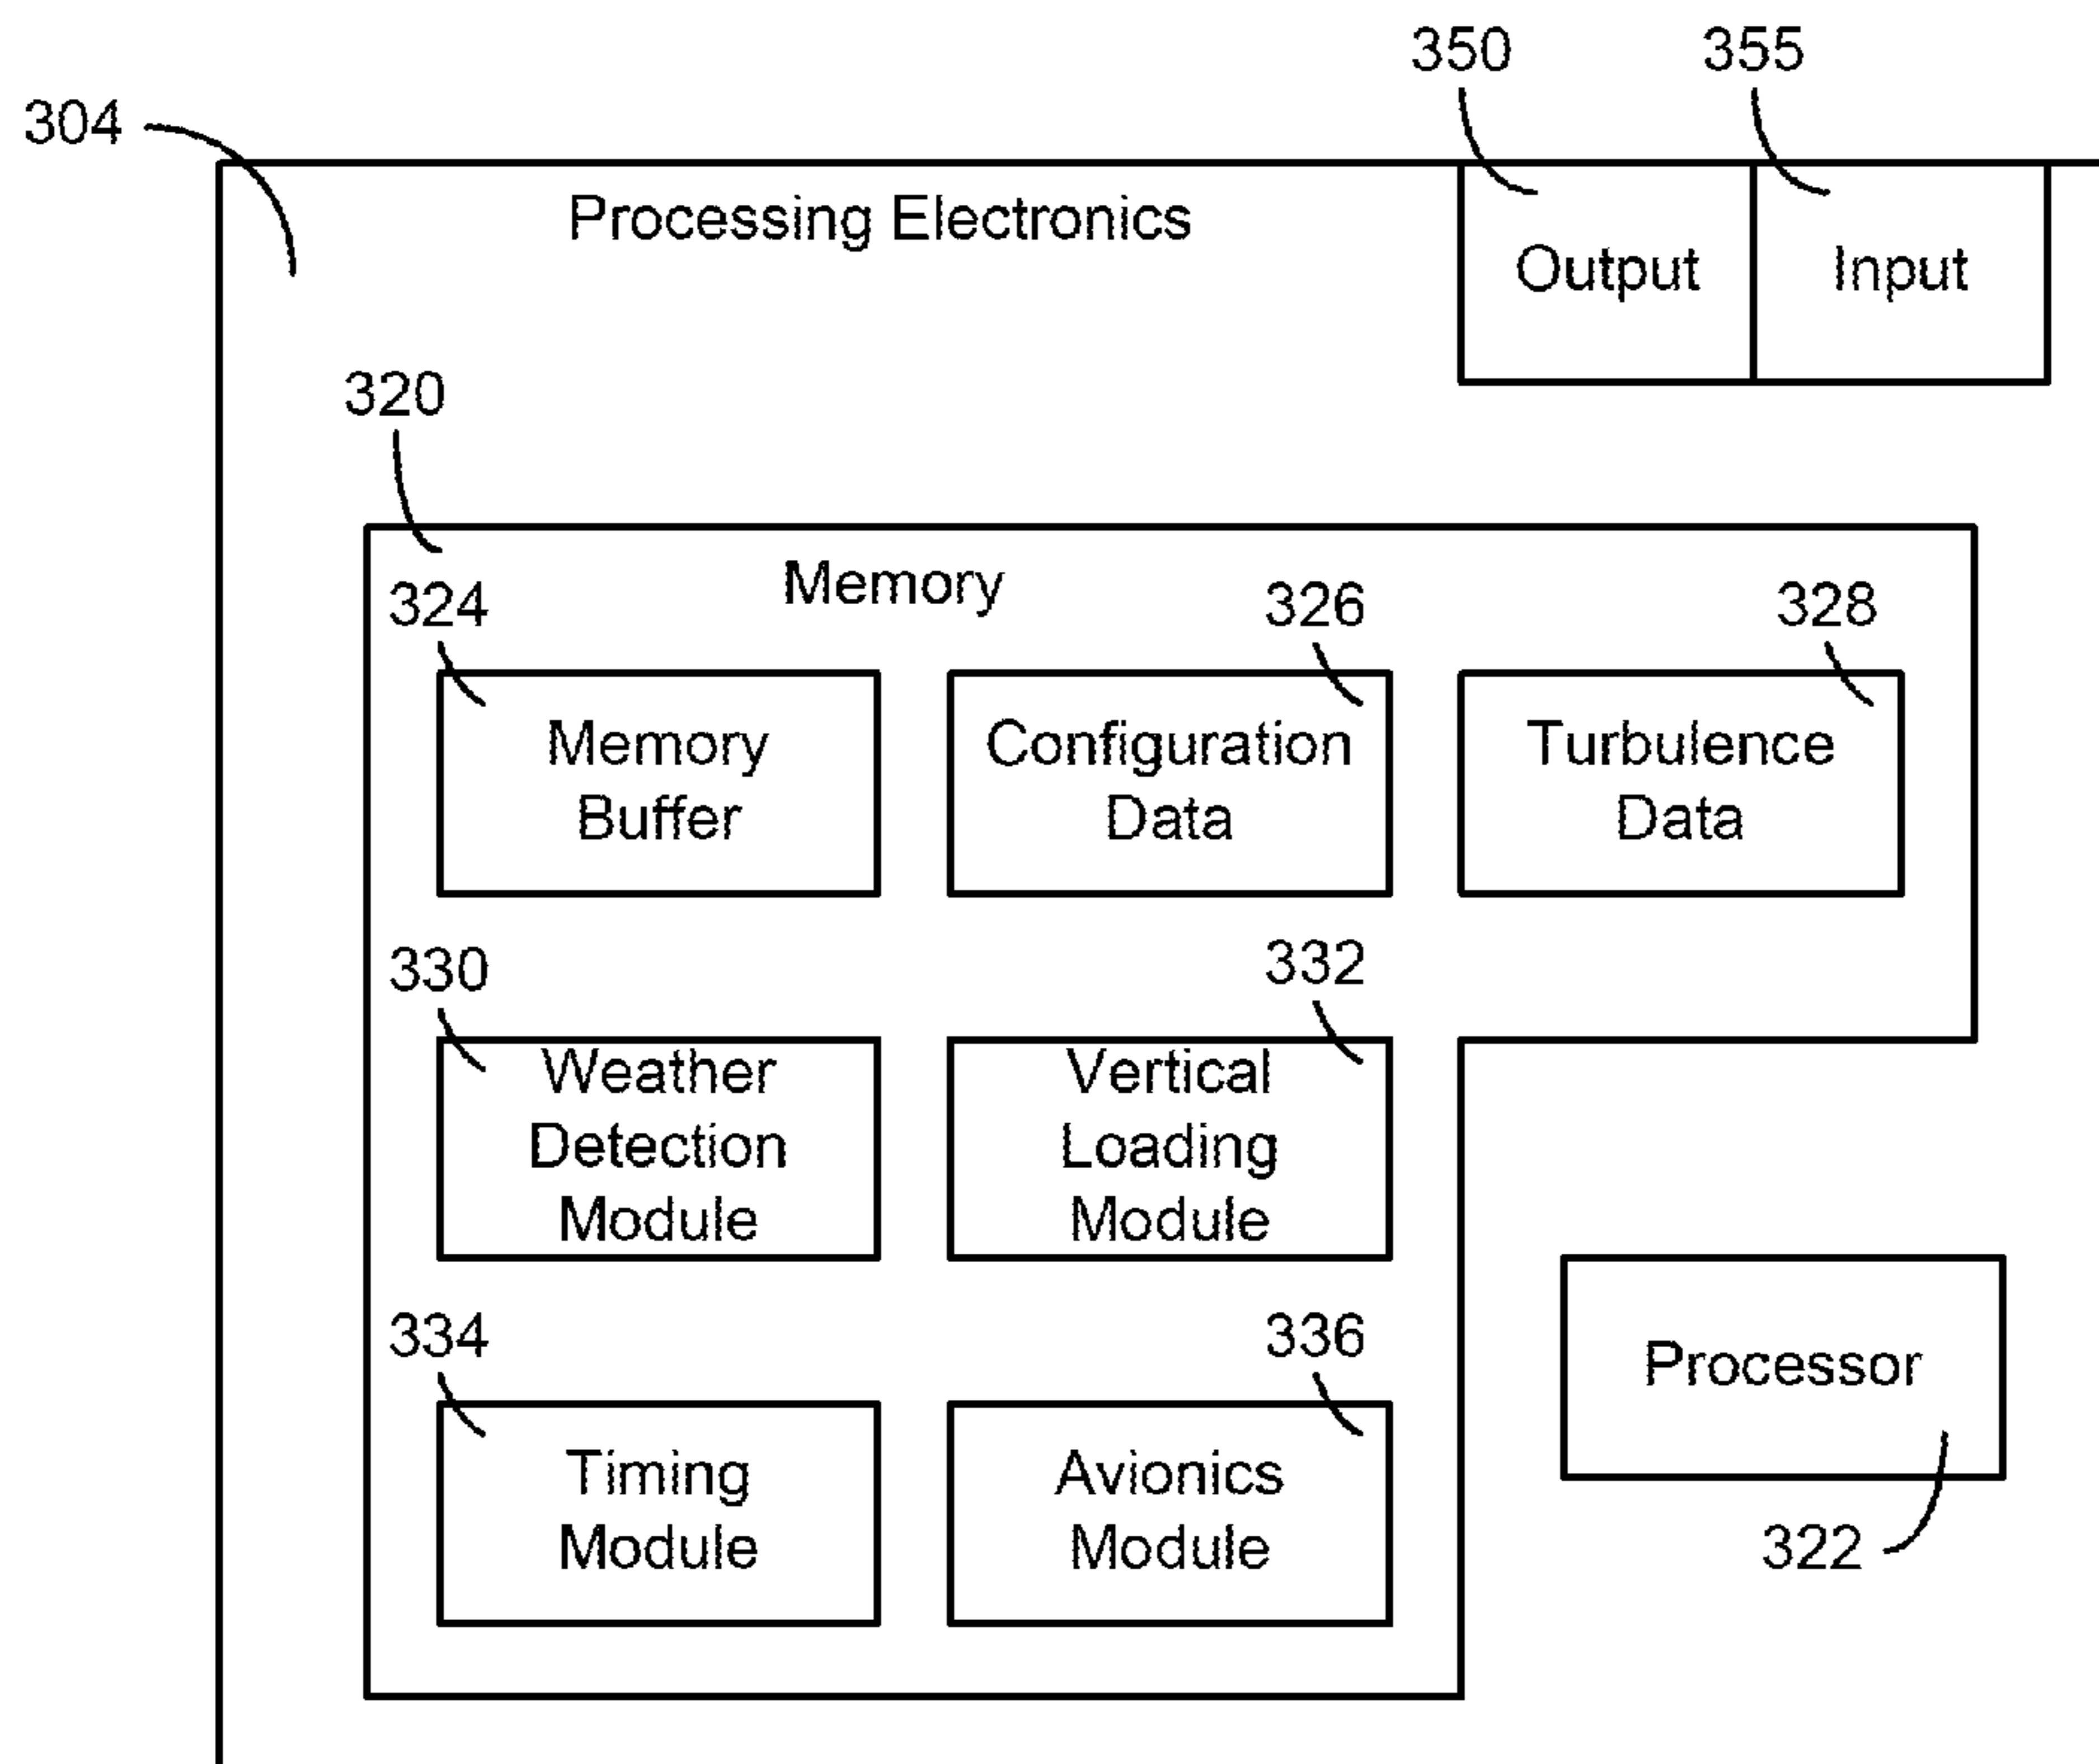 350
355
304
Processing Electronics
Output
Input
320
Memory
324
326
328
Memory
Buffer
Configuration
Data
Turbulence
Data
330
332
Weather
Detection
Module
Vertical
Loading
Module
334
336
Processor
Timing
Module
Avionics
Module
322